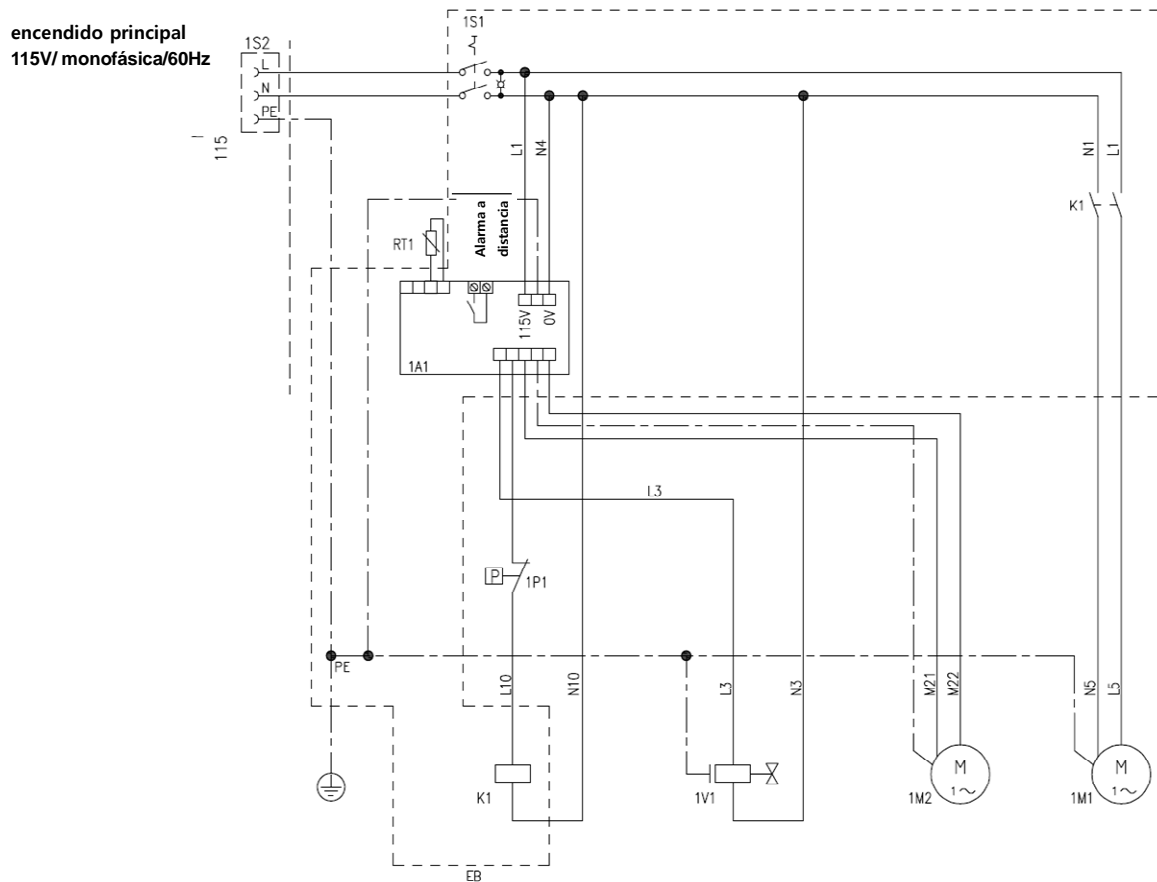 encendido principal
115V/ monofásica/60Hz
1S2
L
N
PE
115
1S1
L1
N4
N1
L1
K1
RT1
Alarma a
distancia
115V
0V
1A1
L3
P
1P1
PE
L10
N10
L3
N3
M21
M22
N5
L5
K1
1V1
M
1~
1M2
M
1~
1M1
EB